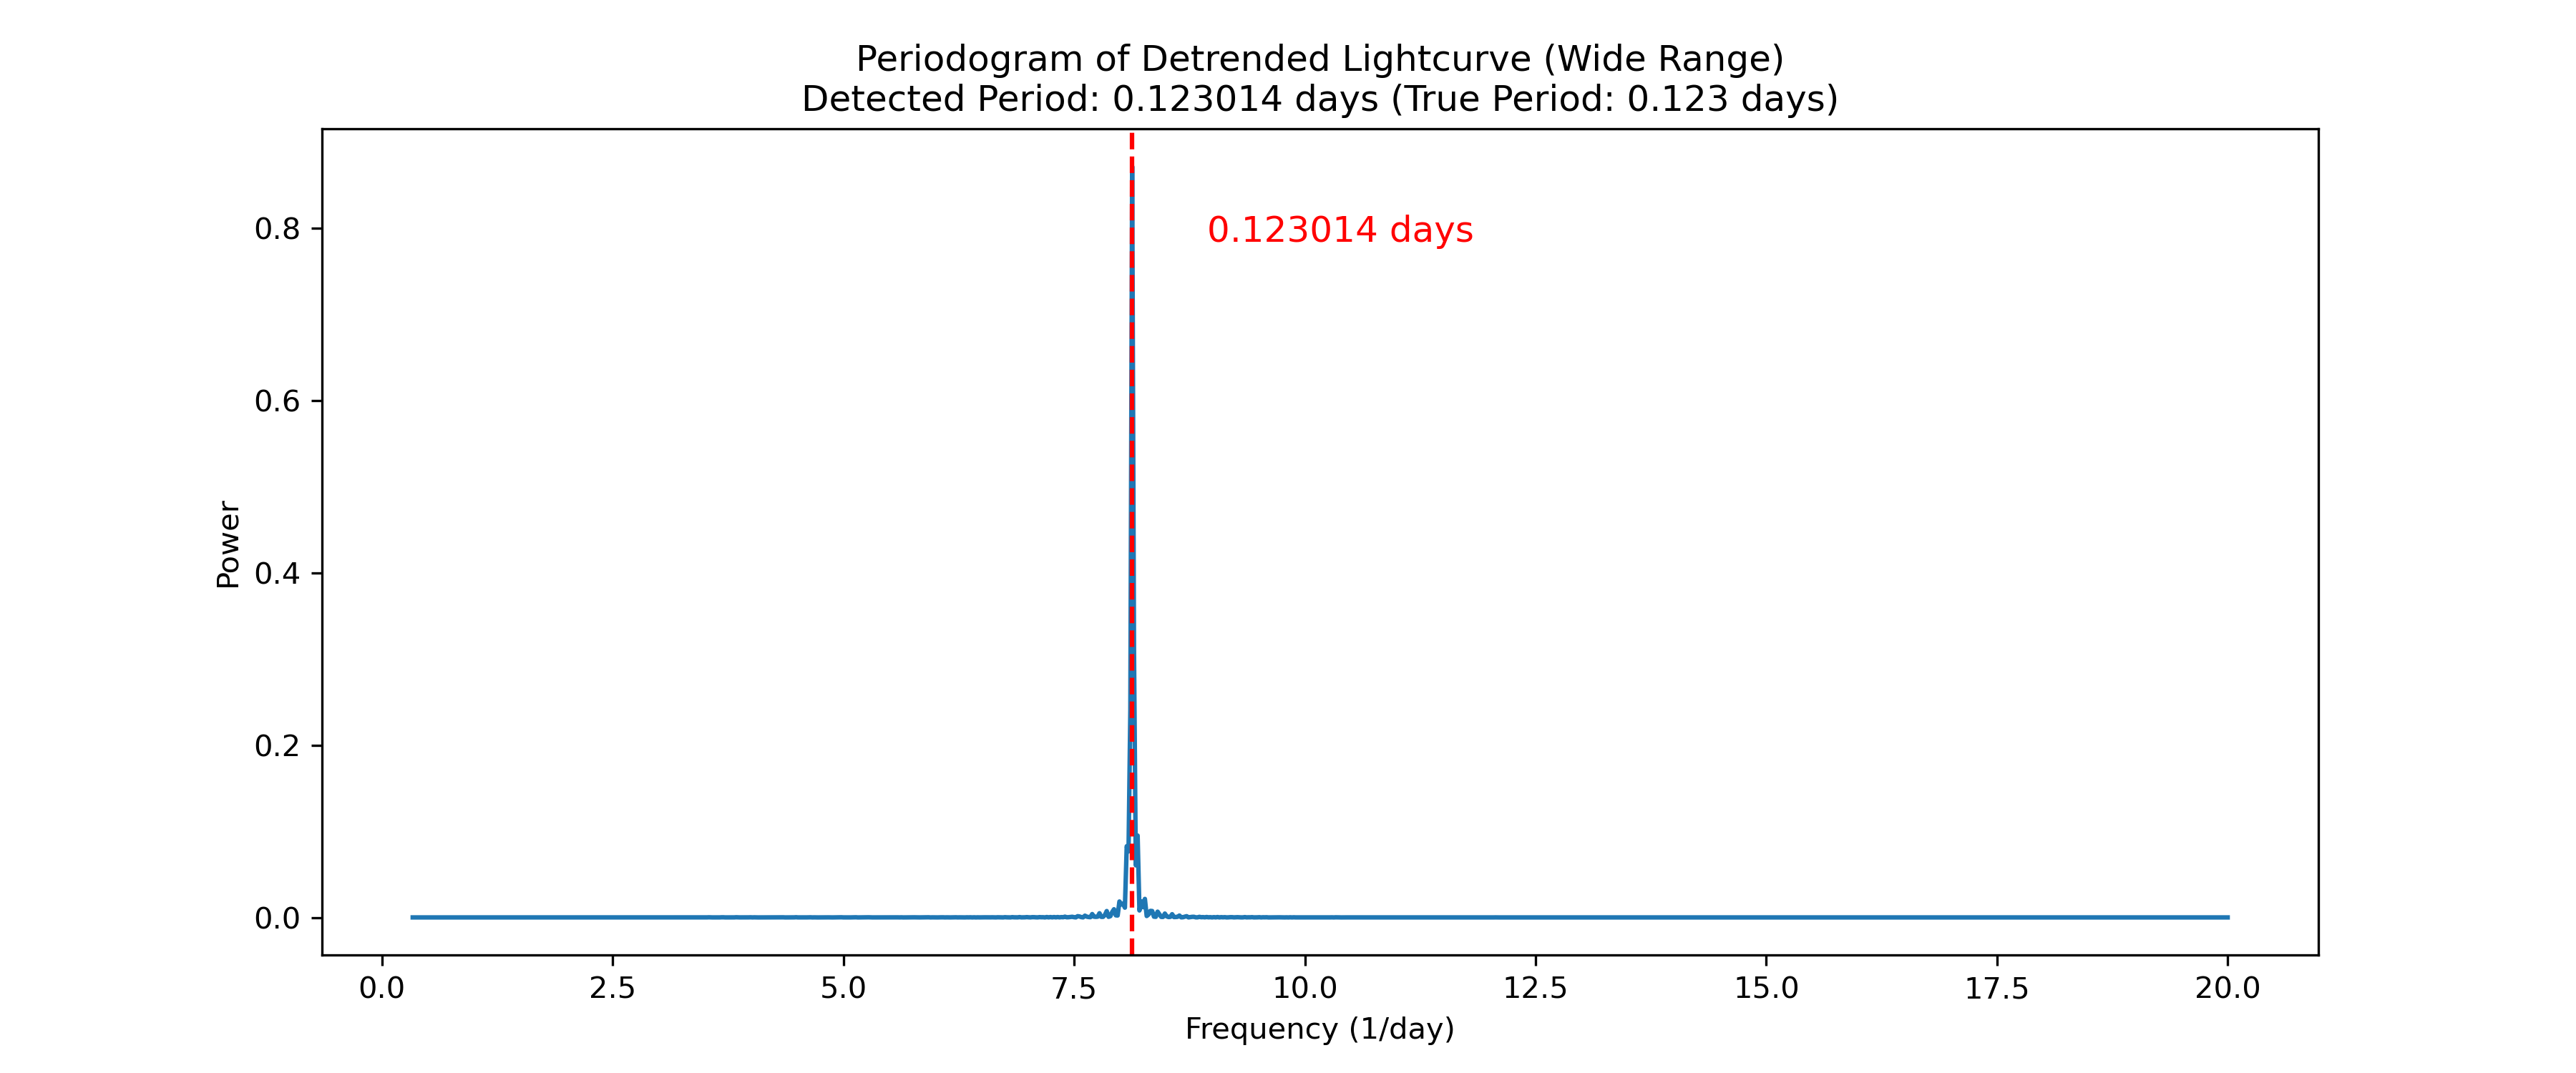 Periodogram of Detrended Lightcurve (Wide Range)
Detected Period: 0.123014 days (True Period: 0.123 days)
0.123014 days
0.8
0.6
0.4
0.2
0.0
Power
0.0 2.5 5.0 7.5 10.0 12.5 15.0 17.5 20.0
Frequency (1/day)